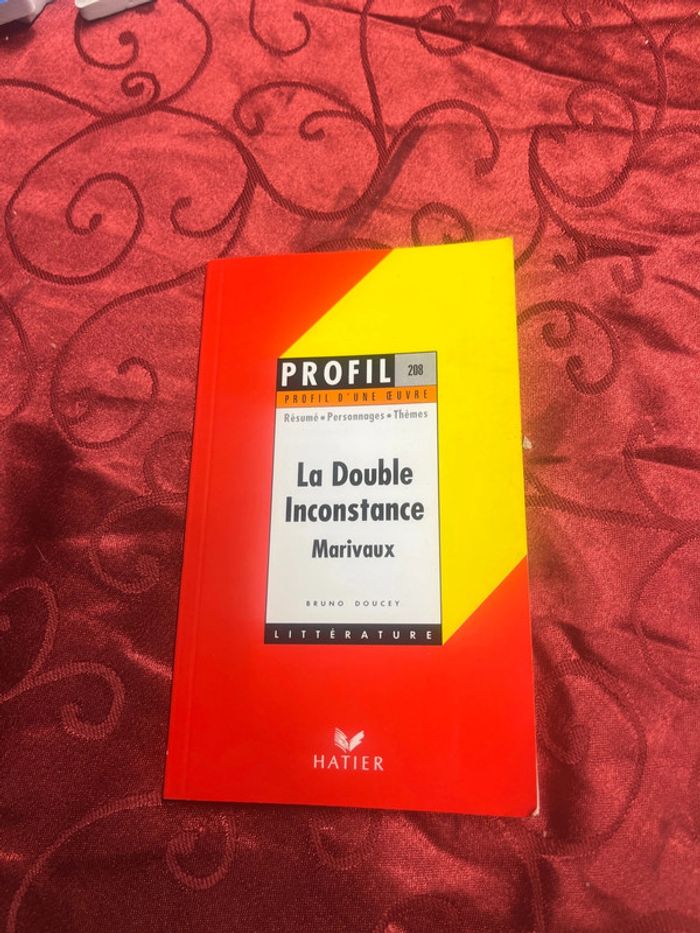 PROFIL 208
PROFIL D'UNE ŒUVRE
Résumé • Personnages • Thèmes
La Double
Inconstance
Marivaux
BRUNO DOUCEY
LITTÉRATURE
HATIER